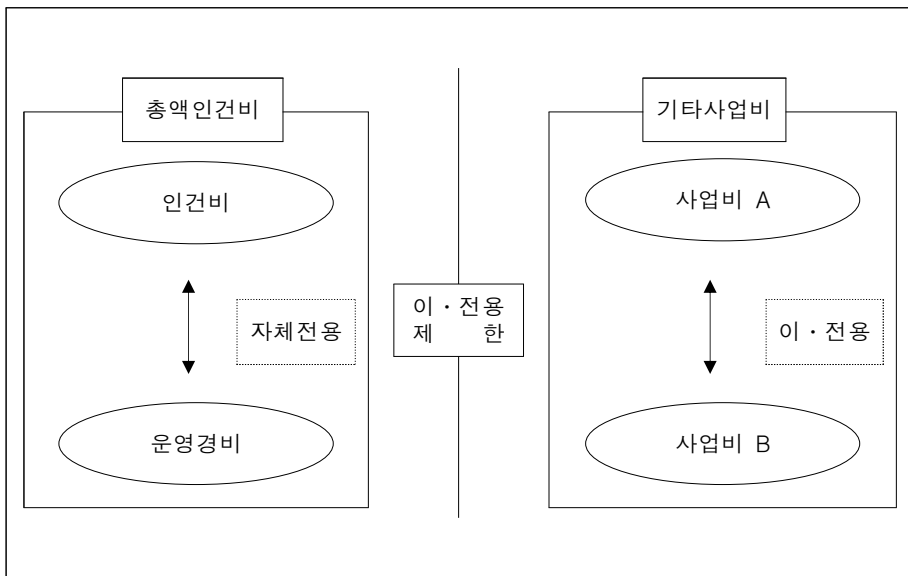 총액인건비
인건비
자체전용
운영경비
이·전용
제 한
기타사업비
사업비 A
이·전용
사업비 B